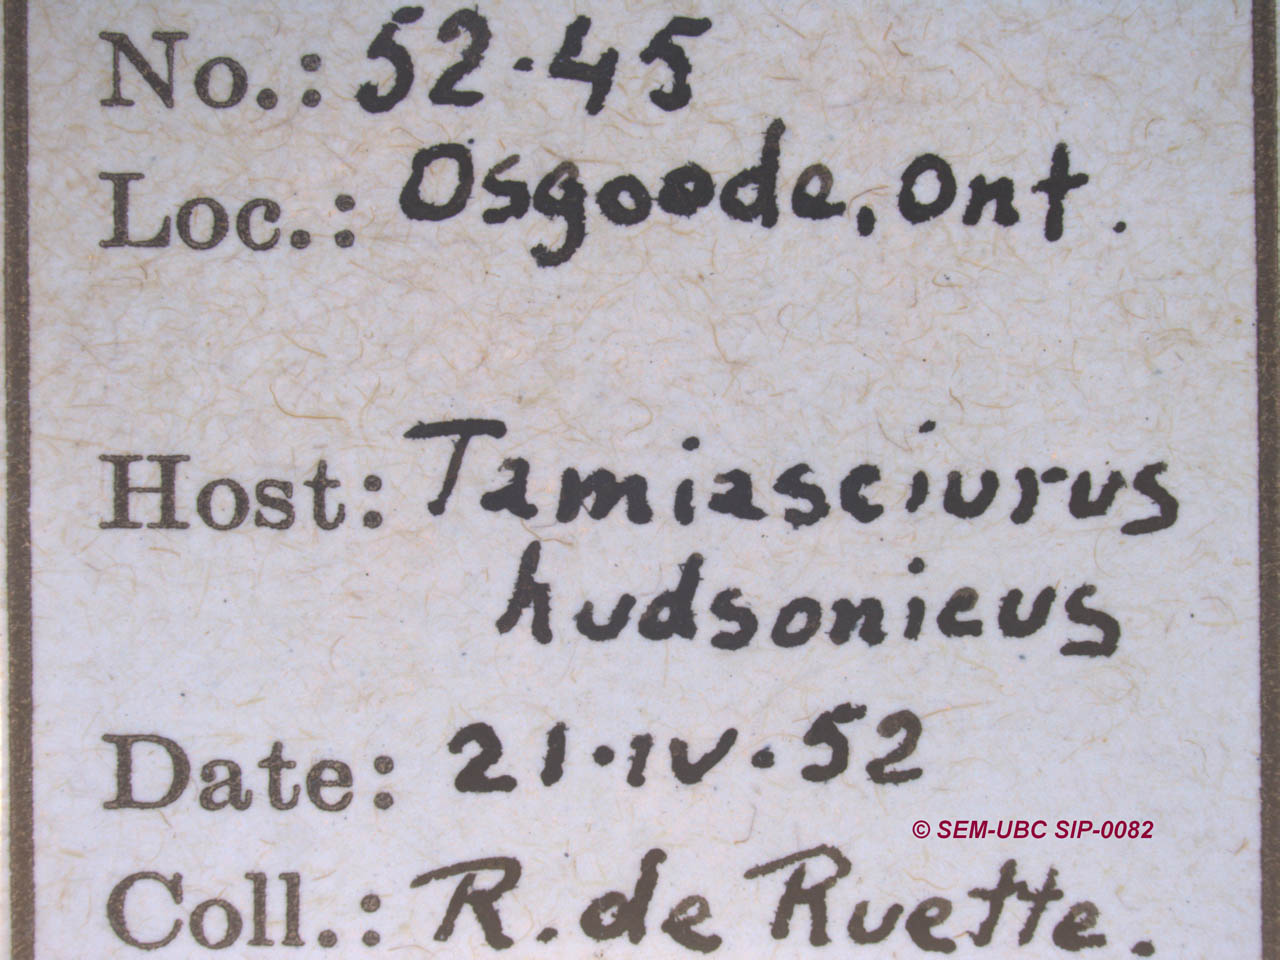 No.: 52.45
Loc.: Osgoode, Ont.
Host: Tamiasciurus
hudsonicus
Date: 21.IV.52
© SEM-UBC SIP-0082
Coll.: R. de Ruette.